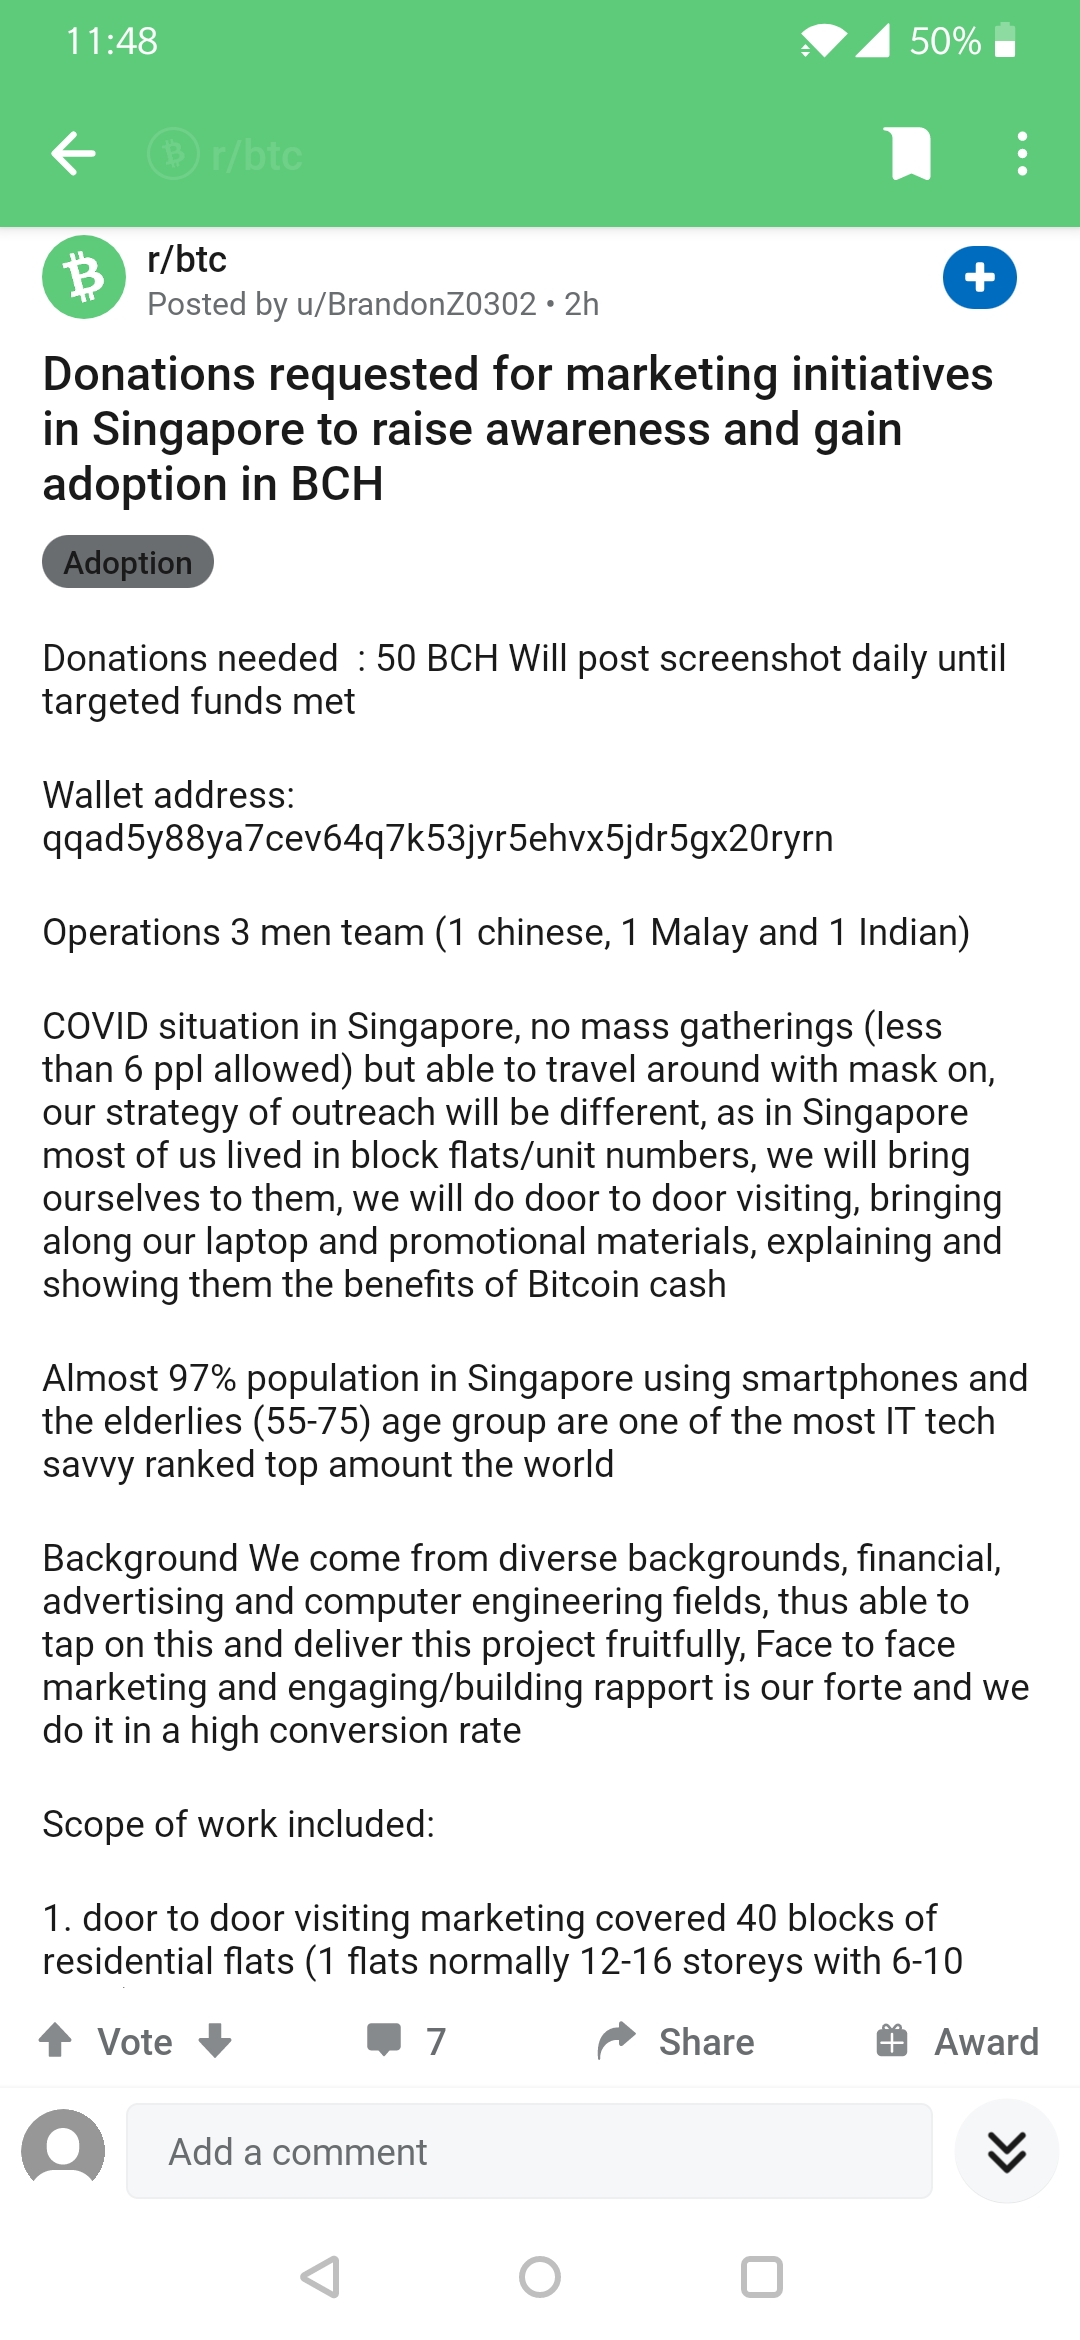 11:48
50%
r/btc
r/btc
Posted by u/BrandonZ0302 • 2h
Donations requested for marketing initiatives
in Singapore to raise awareness and gain
adoption in BCH
Adoption
Donations needed  : 50 BCH Will post screenshot daily until
targeted funds met
Wallet address:
qqad5y88ya7cev64q7k53jyr5ehvx5jdr5gx20ryrn
Operations 3 men team (1 chinese, 1 Malay and 1 Indian)
COVID situation in Singapore, no mass gatherings (less
than 6 ppl allowed) but able to travel around with mask on,
our strategy of outreach will be different, as in Singapore
most of us lived in block flats/unit numbers, we will bring
ourselves to them, we will do door to door visiting, bringing
along our laptop and promotional materials, explaining and
showing them the benefits of Bitcoin cash
Almost 97% population in Singapore using smartphones and
the elderlies (55-75) age group are one of the most IT tech
savvy ranked top amount the world
Background We come from diverse backgrounds, financial,
advertising and computer engineering fields, thus able to
tap on this and deliver this project fruitfully, Face to face
marketing and engaging/building rapport is our forte and we
do it in a high conversion rate
Scope of work included:
1. door to door visiting marketing covered 40 blocks of
residential flats (1 flats normally 12-16 storeys with 6-10
Vote
7
Share
Award
Add a comment